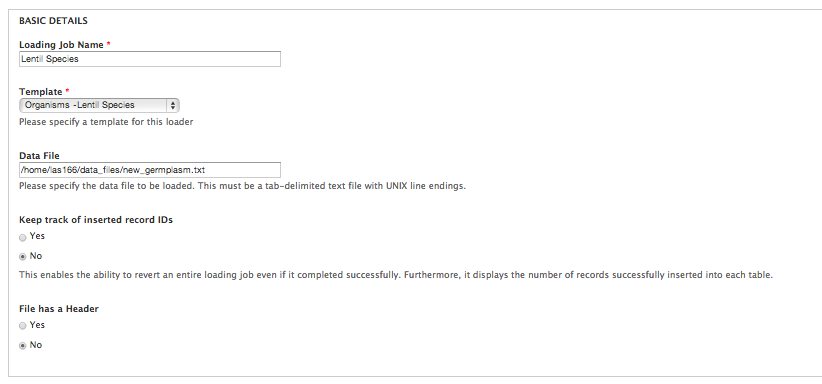 BASIC DETAILS
Loading Job Name *
Lentil Species
Template *
Organisms -Lentil Species
Please specify a template for this loader
Data File
/home/las166/data_files/new_germplasm.txt
Please specify the data file to be loaded. This must be a tab-delimited text file with UNIX line endings.
Keep track of inserted record IDs
Yes
No
This enables the ability to revert an entire loading job even if it completed successfully. Furthermore, it displays the number of records successfully inserted into each table.
File has a Header
Yes
No